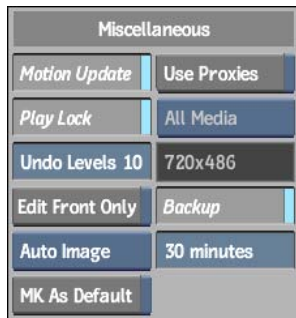 Miscellaneous
Motion Update
Use Proxies
Play Lock
All Media
Undo Levels 10
720x486
Edit Front Only
Backup
Auto Image
30 minutes
MK As Default